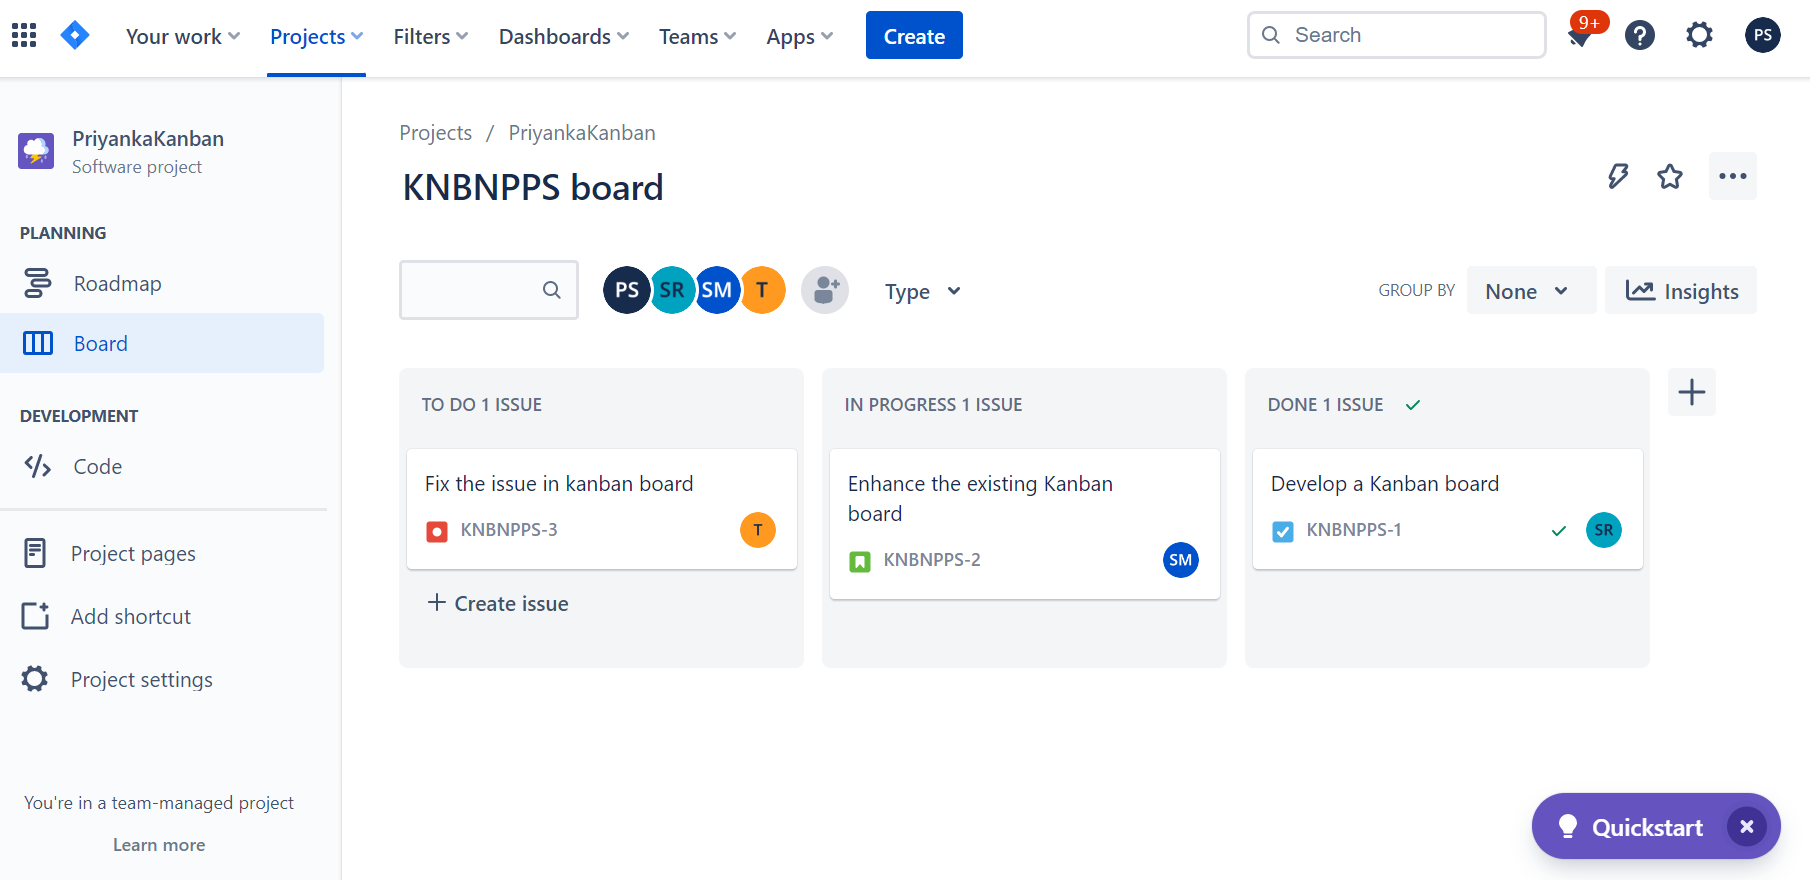 Your work
Projects
Filters
Dashboards
Teams
Apps
Create
Search
9+
PS
PriyankaKanban
Software project
PLANNING
Roadmap
Board
DEVELOPMENT
Code
Project pages
Add shortcut
Project settings
You're in a team-managed project
Learn more
Projects / PriyankaKanban
KNBNPPS board
PS SR SM T
Type
GROUP BY
None
Insights
TO DO 1 ISSUE
Fix the issue in kanban board
KNBNPPS-3
T
+ Create issue
IN PROGRESS 1 ISSUE
Enhance the existing Kanban
board
KNBNPPS-2
SM
DONE 1 ISSUE
Develop a Kanban board
KNBNPPS-1
SR
Quickstart